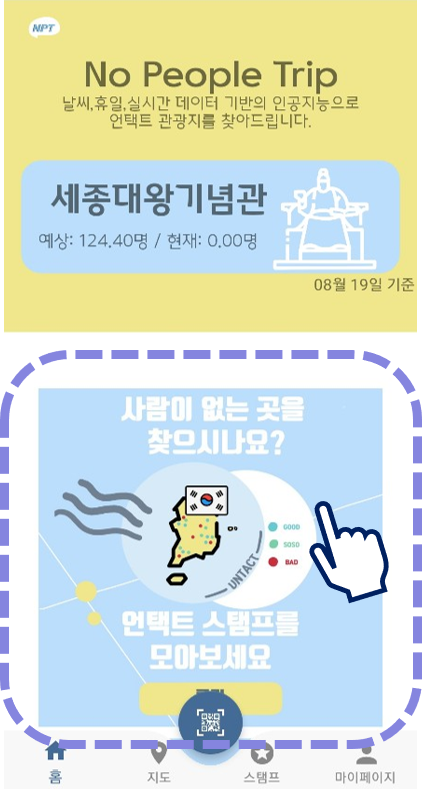 NPT
No People Trip
날씨,휴일,실시간 데이터 기반의 인공지능으로
언택트 관광지를 찾아드립니다.
세종대왕기념관
예상: 124.40명 / 현재: 0.00명
08월 19일 기준
사람이 없는 곳을
찾으시나요?
GOOD
SOSO
BAD
UNTACT
언택트 스탬프를
모아보세요
홈
지도
스탬프
마이페이지